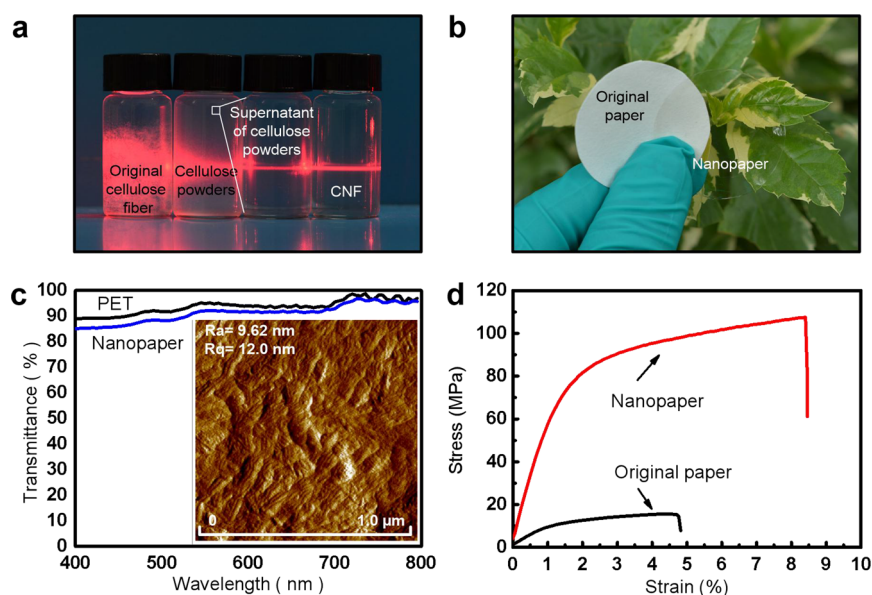 a
Original
cellulose
fiber
Cellulose
powders
Supernatant
of cellulose
powders
CNF
b
Original
paper
Nanopaper
c
Transmittance ( % )
100
90
80
70
60
50
40
30
20
10
0
PET
Nanopaper
Ra= 9.62 nm
Rq= 12.0 nm
0 1.0 µm
400 500 600 700 800
Wavelength ( nm )
d
Stress (MPa)
120
100
80
60
40
20
0
Nanopaper
Original paper
0 1 2 3 4 5 6 7 8 9 10
Strain (%)